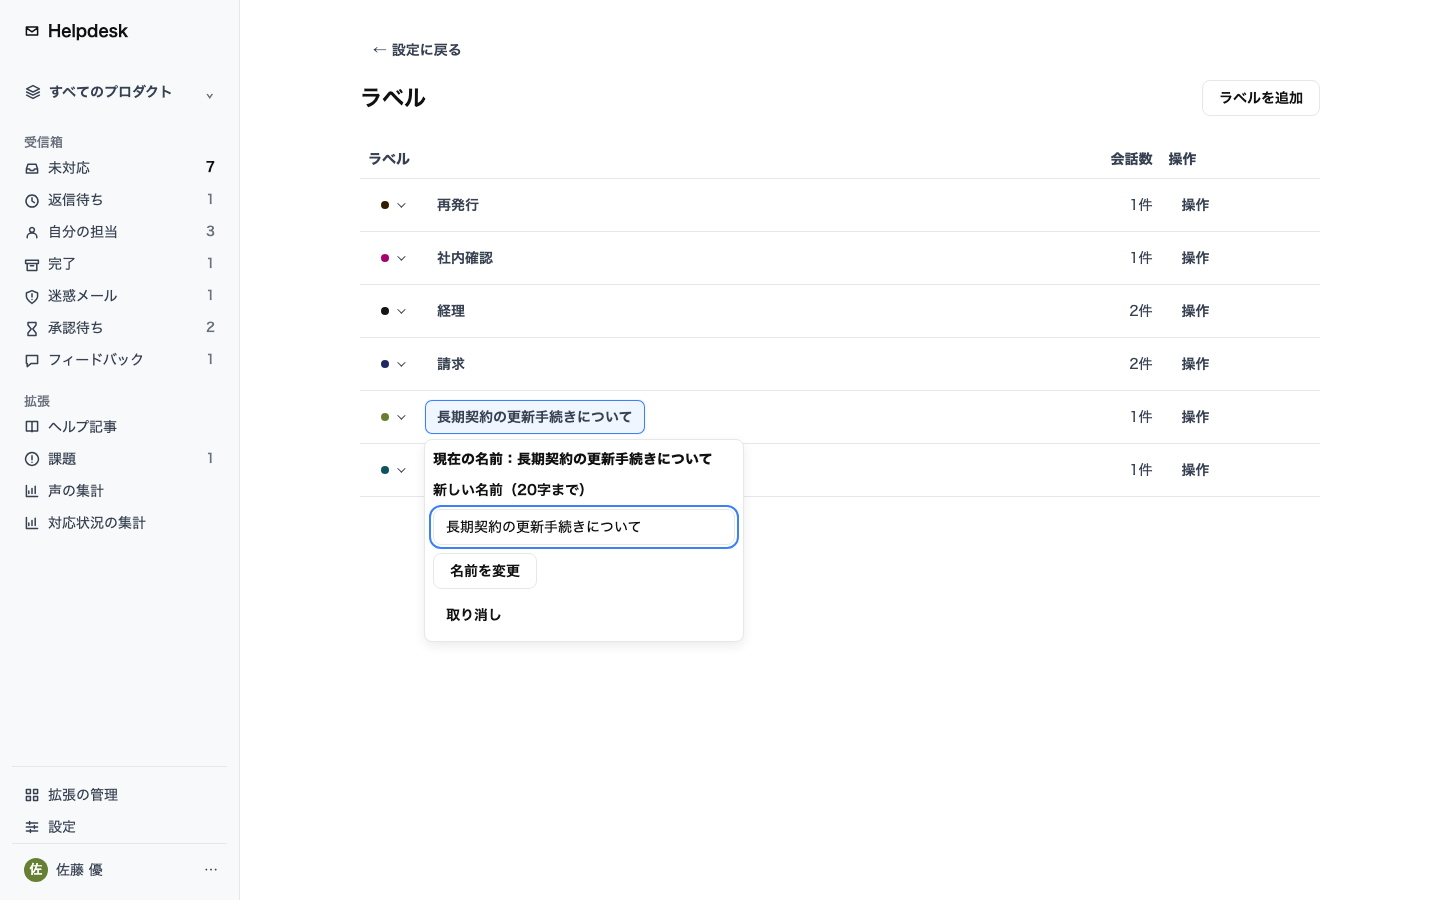 Helpdesk
すべてのプロダクト
受信箱
未対応 7
返信待ち 1
自分の担当 3
完了 1
迷惑メール 1
承認待ち 2
フィードバック 1
拡張
ヘルプ記事
課題 1
声の集計
対応状況の集計
拡張の管理
設定
佐 佐藤 優 …
← 設定に戻る
ラベル
ラベルを追加
ラベル 会話数 操作
再発行 1件 操作
社内確認 1件 操作
経理 2件 操作
請求 2件 操作
長期契約の更新手続きについて 1件 操作
1件 操作
現在の名前：長期契約の更新手続きについて
新しい名前（20字まで）
長期契約の更新手続きについて
名前を変更
取り消し